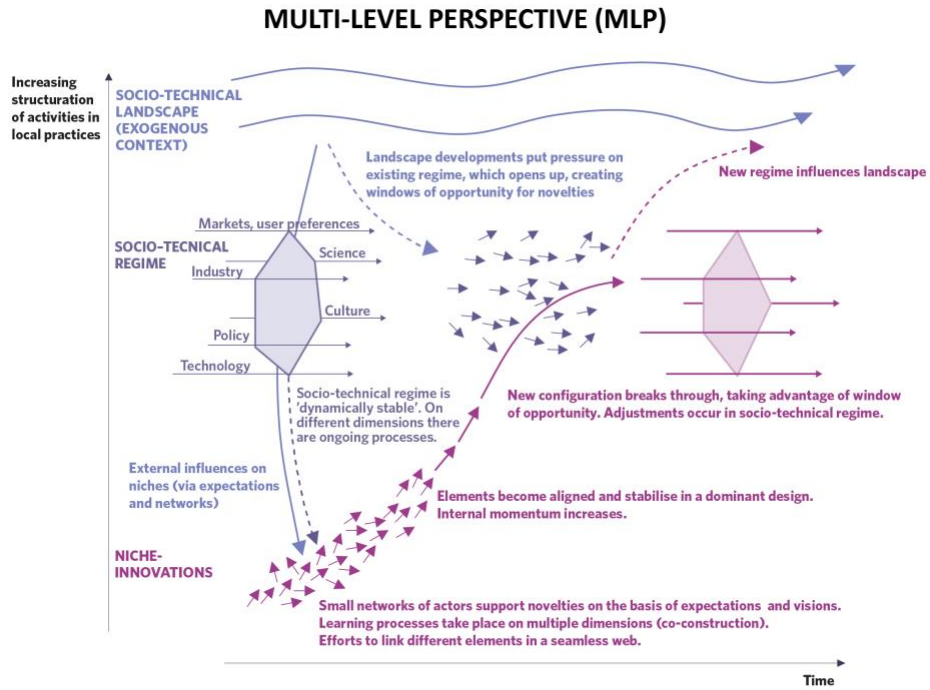 MULTI-LEVEL PERSPECTIVE (MLP)
Increasing
structuration
of activities in
local practices
SOCIO-TECHNICAL
LANDSCAPE
(EXOGENOUS
CONTEXT)
Landscape developments put pressure on
existing regime, which opens up, creating
windows of opportunity for novelties
New regime influences landscape
Markets, user preferences
SOCIO-TECNICAL
REGIME
Science
Industry
Culture
Policy
Technology
Socio-technical regime is
'dynamically stable'. On
different dimensions there
are ongoing processes.
New configuration breaks through, taking advantage of window
of opportunity. Adjustments occur in socio-technical regime.
External influences on
niches (via expectations
and networks)
Elements become aligned and stabilise in a dominant design.
Internal momentum increases.
NICHE-
INNOVATIONS
Small networks of actors support novelties on the basis of expectations and visions.
Learning processes take place on multiple dimensions (co-construction).
Efforts to link different elements in a seamless web.
Time